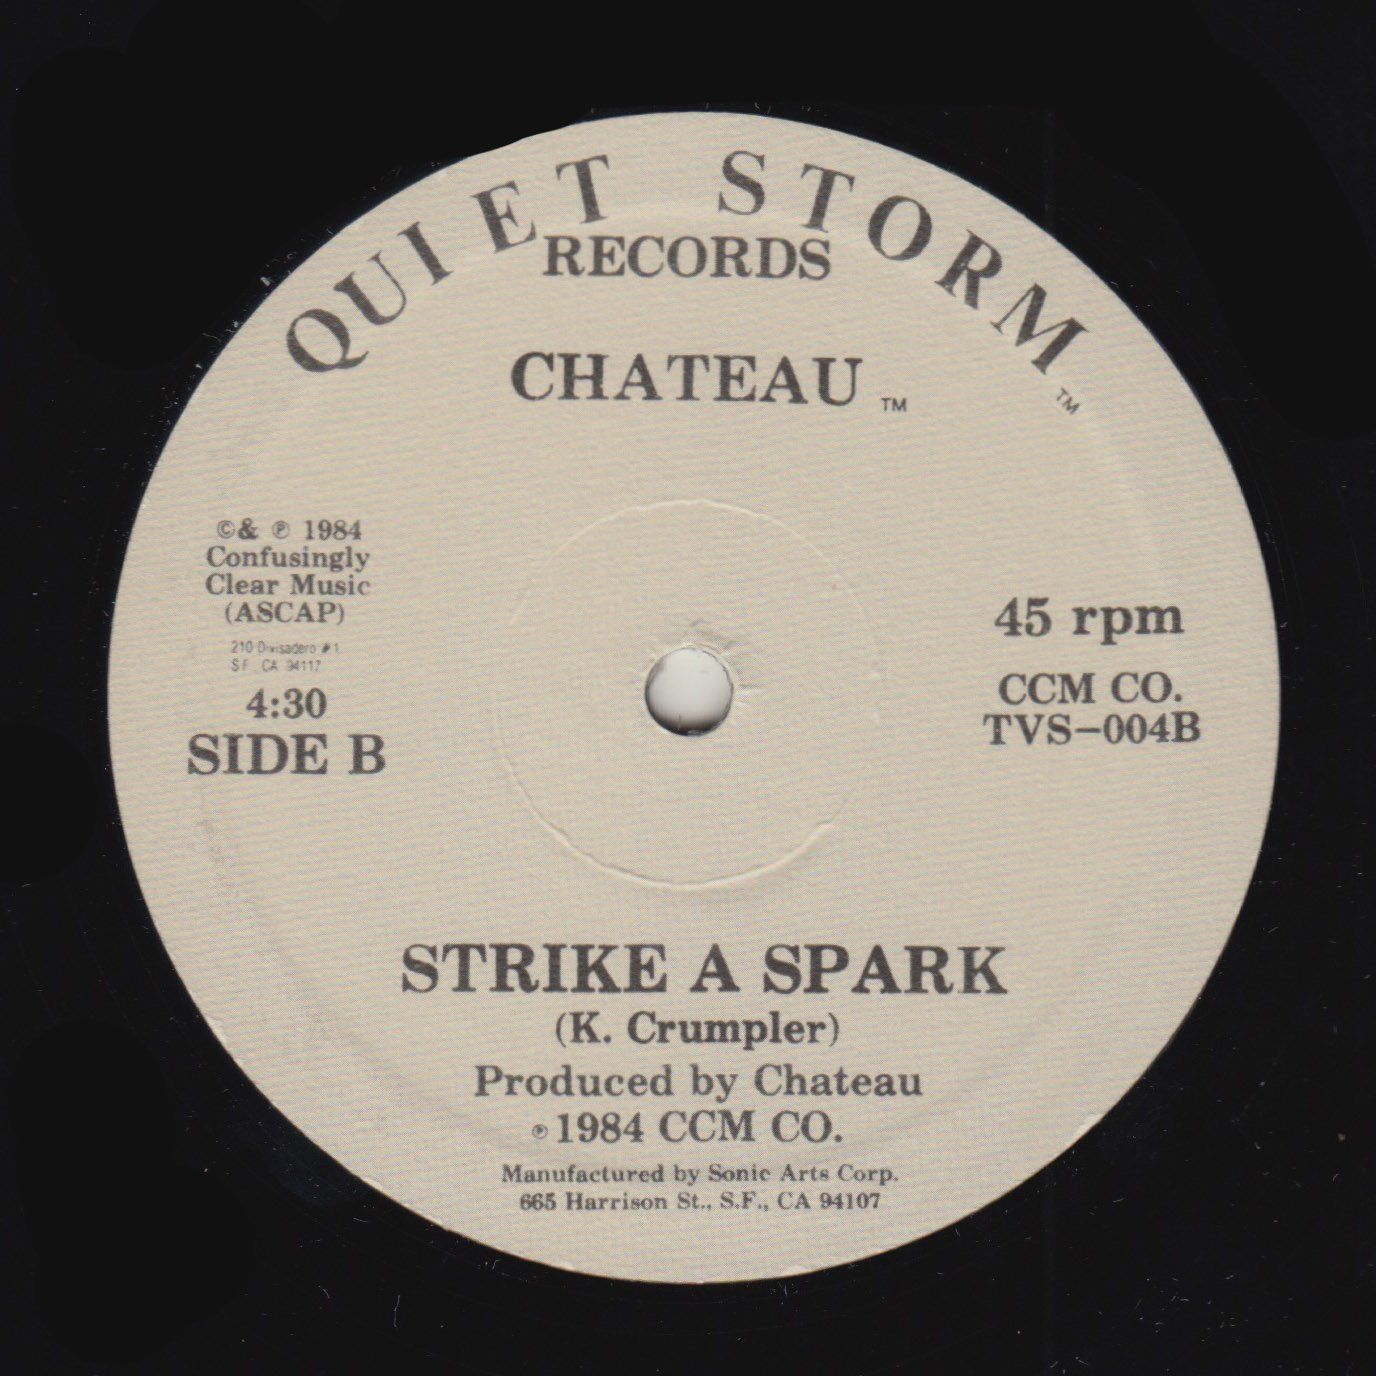 QUIET STORM ™
RECORDS
CHATEAU ™
©& ℗ 1984
Confusingly
Clear Music
(ASCAP)
210 Divisadero #1
S.F. CA 94117
4:30
SIDE B
45 rpm
CCM CO.
TVS-004B
STRIKE A SPARK
(K. Crumpler)
Produced by Chateau
℗ 1984 CCM CO.
Manufactured by Sonic Arts Corp.
665 Harrison St., S.F., CA 94107